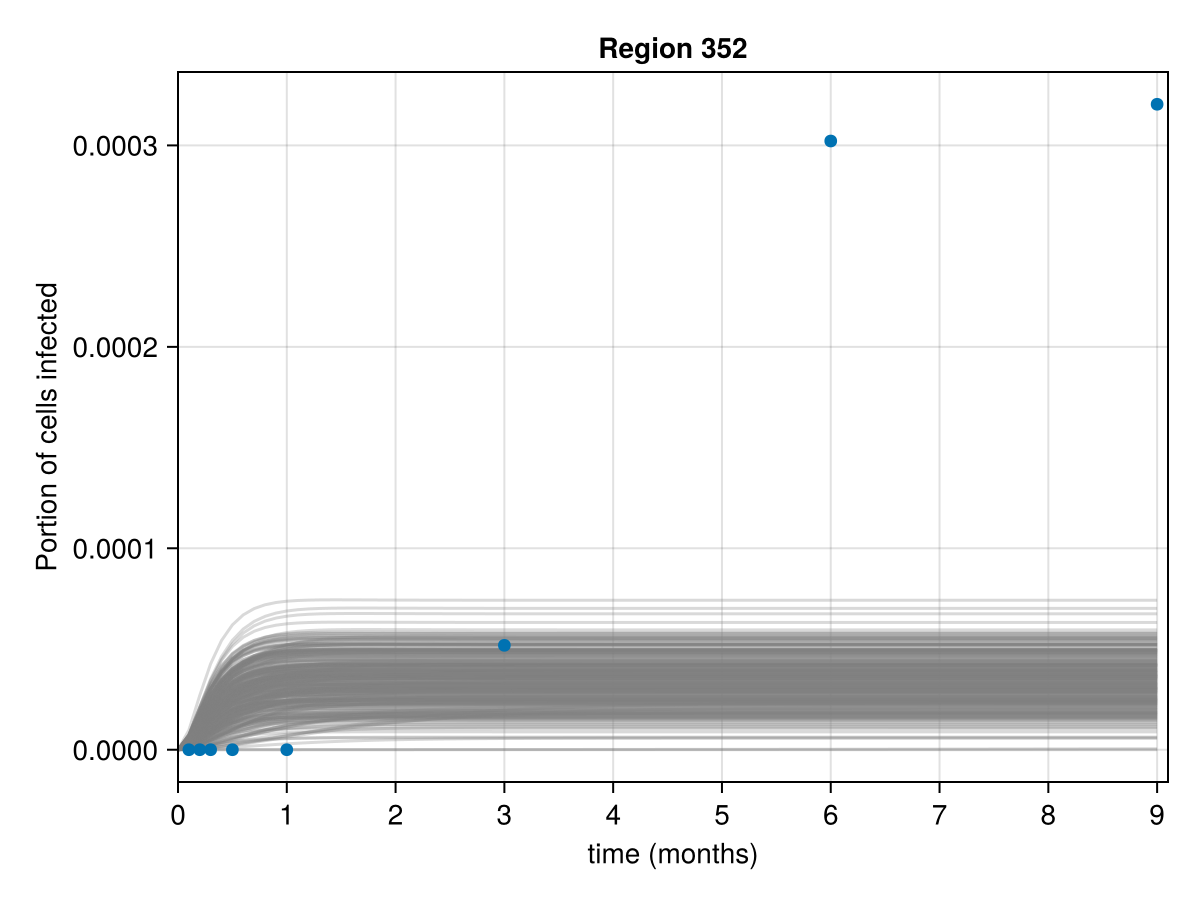 Region 352
0.0003
0.0002
0.0001
0.0000
Portion of cells infected
0 1 2 3 4 5 6 7 8 9
time (months)